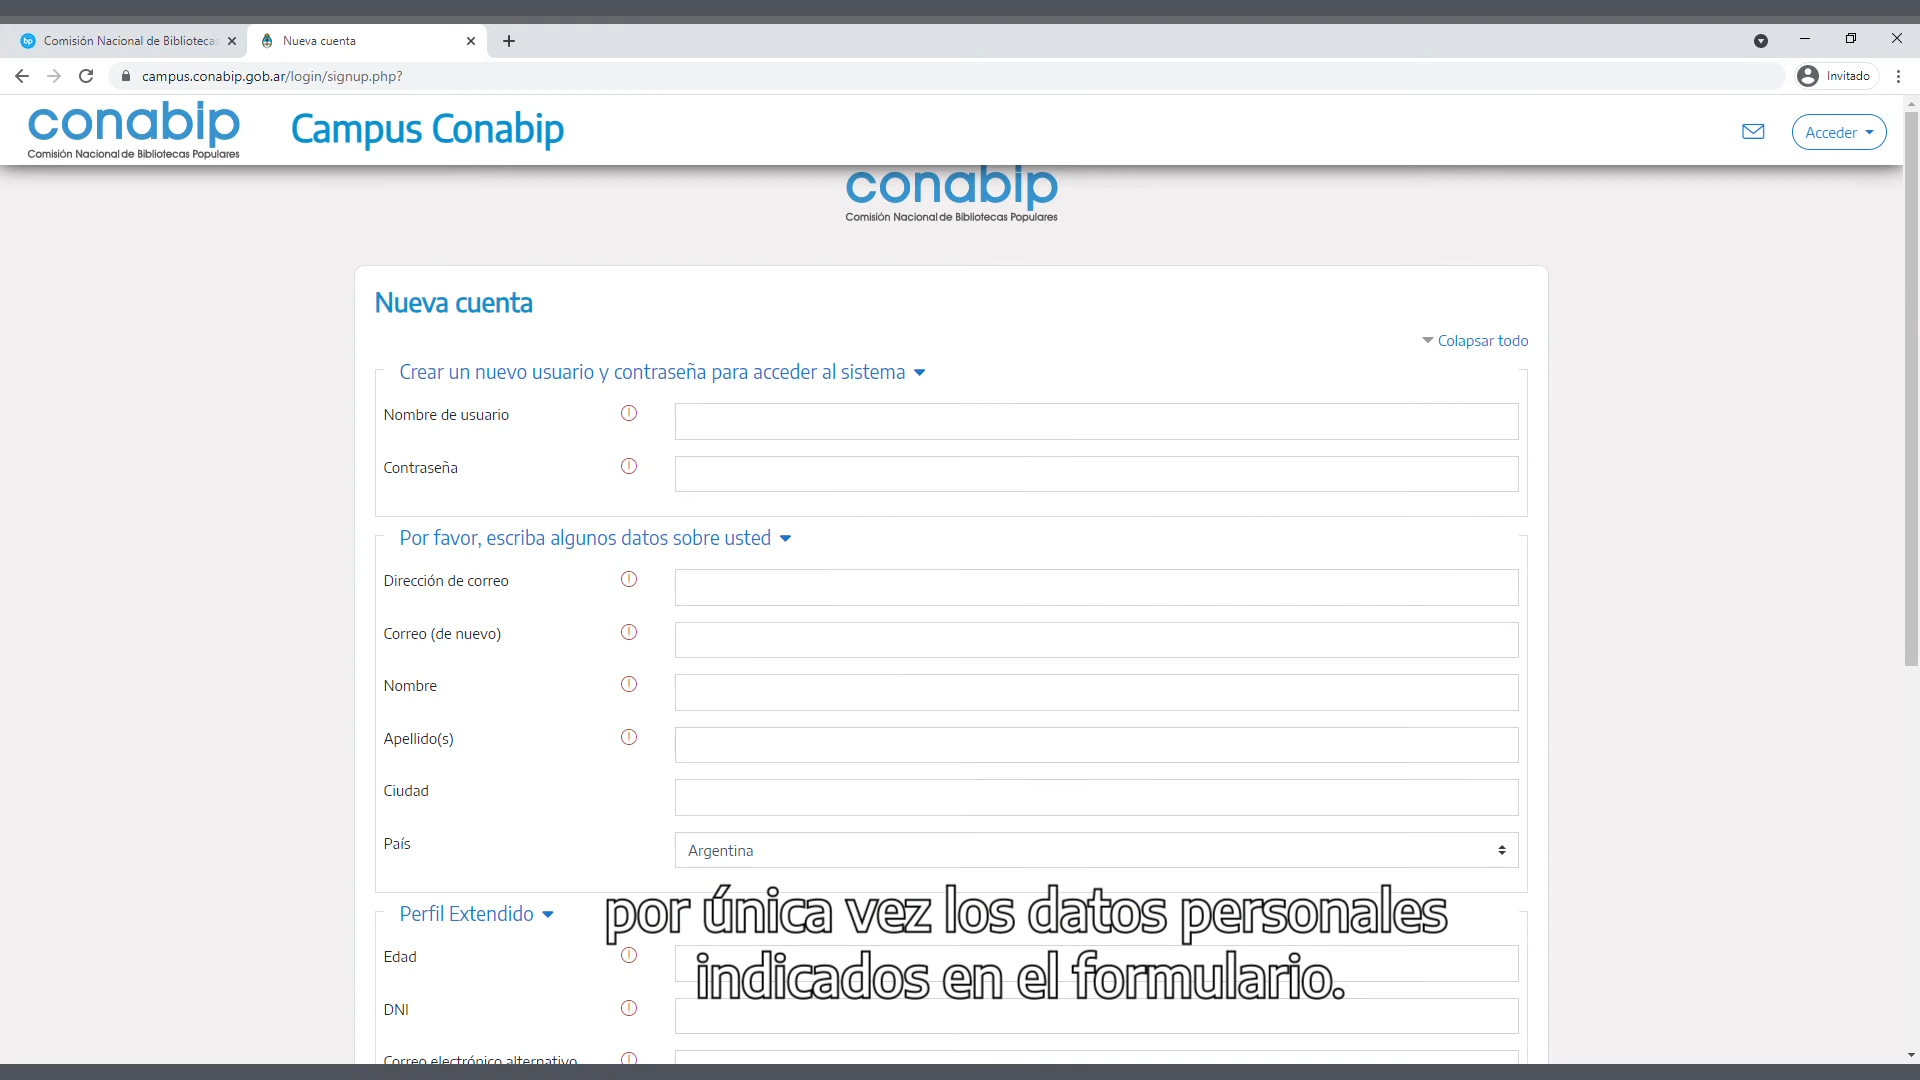 Comisión Nacional de Bibliotecas
Nueva cuenta
campus.conabip.gob.ar/login/signup.php?
Invitado
conabip
Comisión Nacional de Bibliotecas Populares
Campus Conabip
Acceder
conabip
Comisión Nacional de Bibliotecas Populares
Nueva cuenta
Colapsar todo
Crear un nuevo usuario y contraseña para acceder al sistema
Nombre de usuario
Contraseña
Por favor, escriba algunos datos sobre usted
Dirección de correo
Correo (de nuevo)
Nombre
Apellido(s)
Ciudad
País
Argentina
Perfil Extendido
por única vez los datos personales
indicados en el formulario.
Edad
DNI
Correo electrónico alternativo